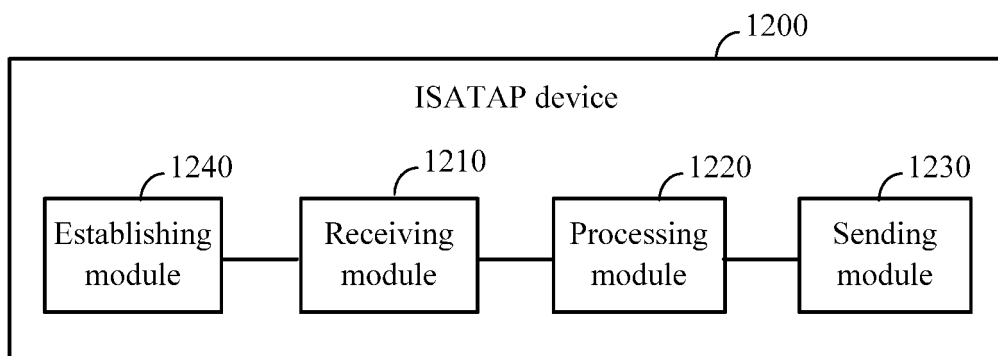 1200
ISATAP device
1240
1210
1220
1230
Establishing
module
Receiving
module
Processing
module
Sending
module